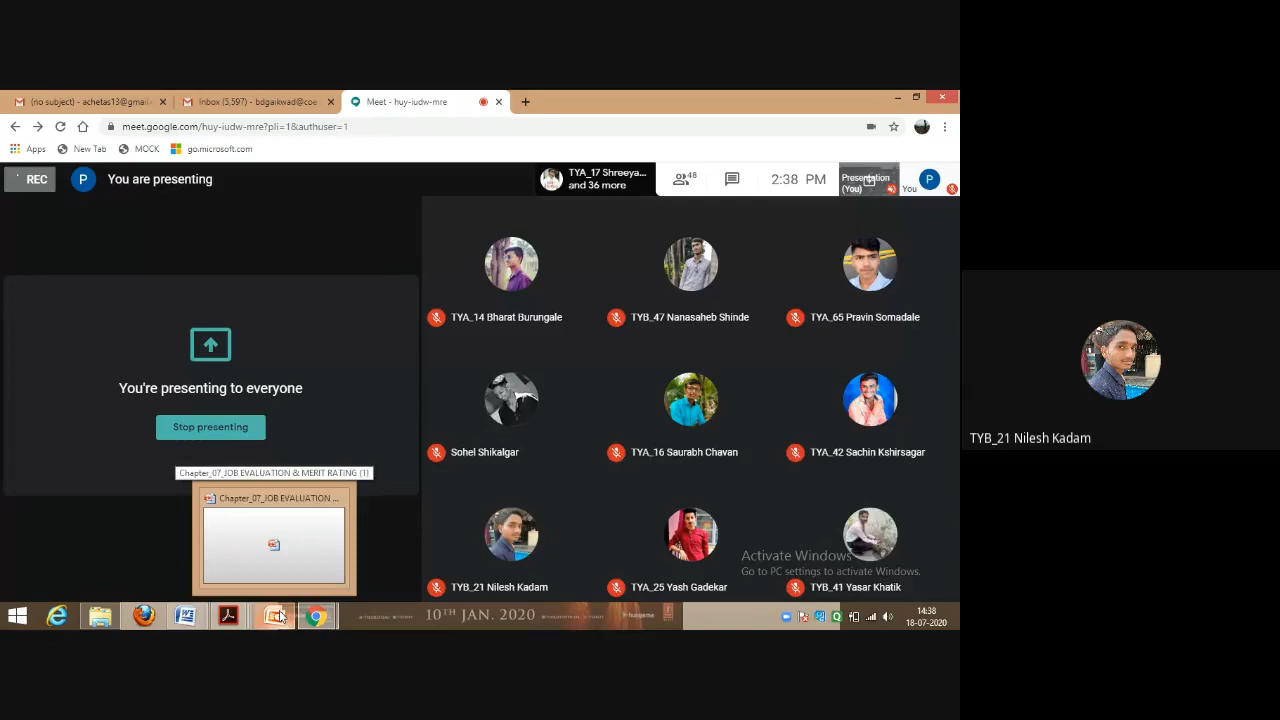 (no subject) - achetas13@gmai
Inbox (5,597) - bdgaikwad@coe
Meet - huy-iudw-mre
meet.google.com/huy-iudw-mre?pli=1&authuser=1
Apps
New Tab
MOCK
go.microsoft.com
REC
P
You are presenting
TYA_17 Shreeya...
and 36 more
48
2:38 PM
Presentation
(You)
You
P
TYA_14 Bharat Burungale
TYB_47 Nanasaheb Shinde
TYA_65 Pravin Somadale
You're presenting to everyone
Stop presenting
Sohel Shikalgar
TYA_16 Saurabh Chavan
TYA_42 Sachin Kshirsagar
TYB_21 Nilesh Kadam
Chapter_07_JOB EVALUATION & MERIT RATING (1)
Chapter_07_JOB EVALUATION ...
Activate Windows
Go to PC settings to activate Windows.
TYB_21 Nilesh Kadam
TYA_25 Yash Gadekar
TYB_41 Yasar Khatik
10TH JAN. 2020
14:38
18-07-2020